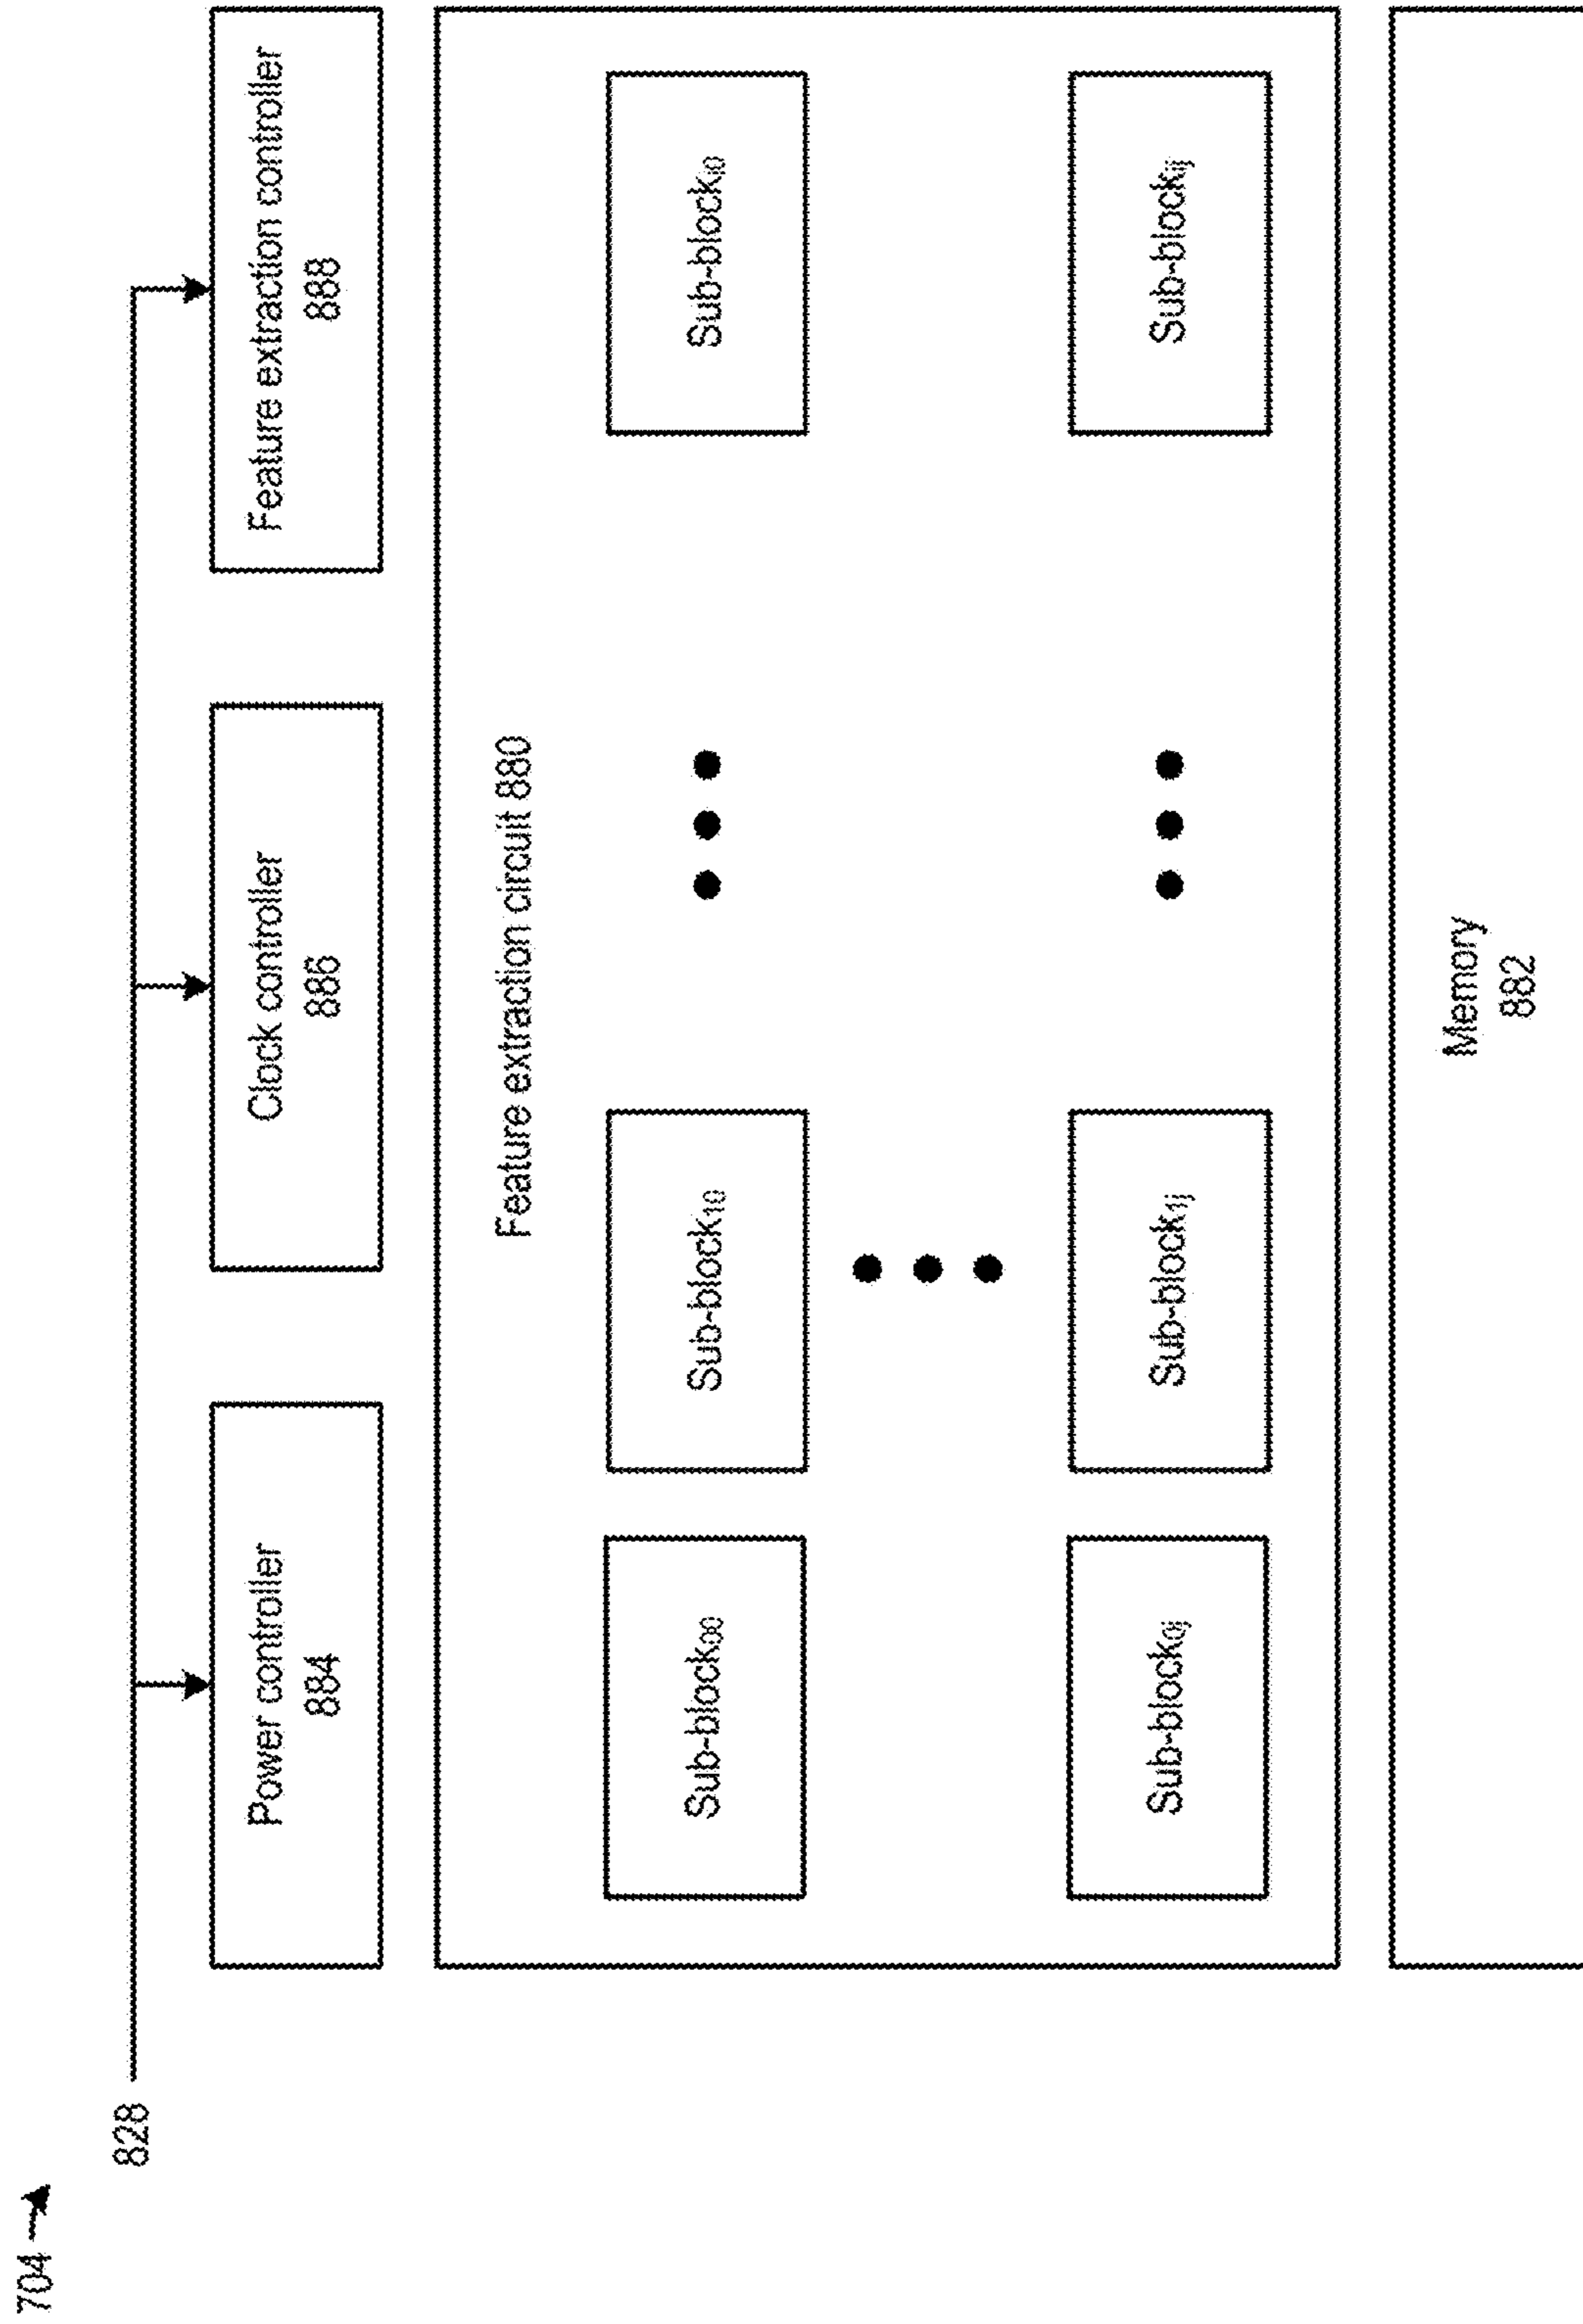 704
828
Power controller
884
Clock controller
886
Feature extraction controller
888
Feature extraction circuit 880
Sub-block₀₀
Sub-block₁₀
Sub-blockᵢ₀
Sub-block₀ⱼ
Sub-block₁ⱼ
Sub-blockᵢⱼ
Memory
882